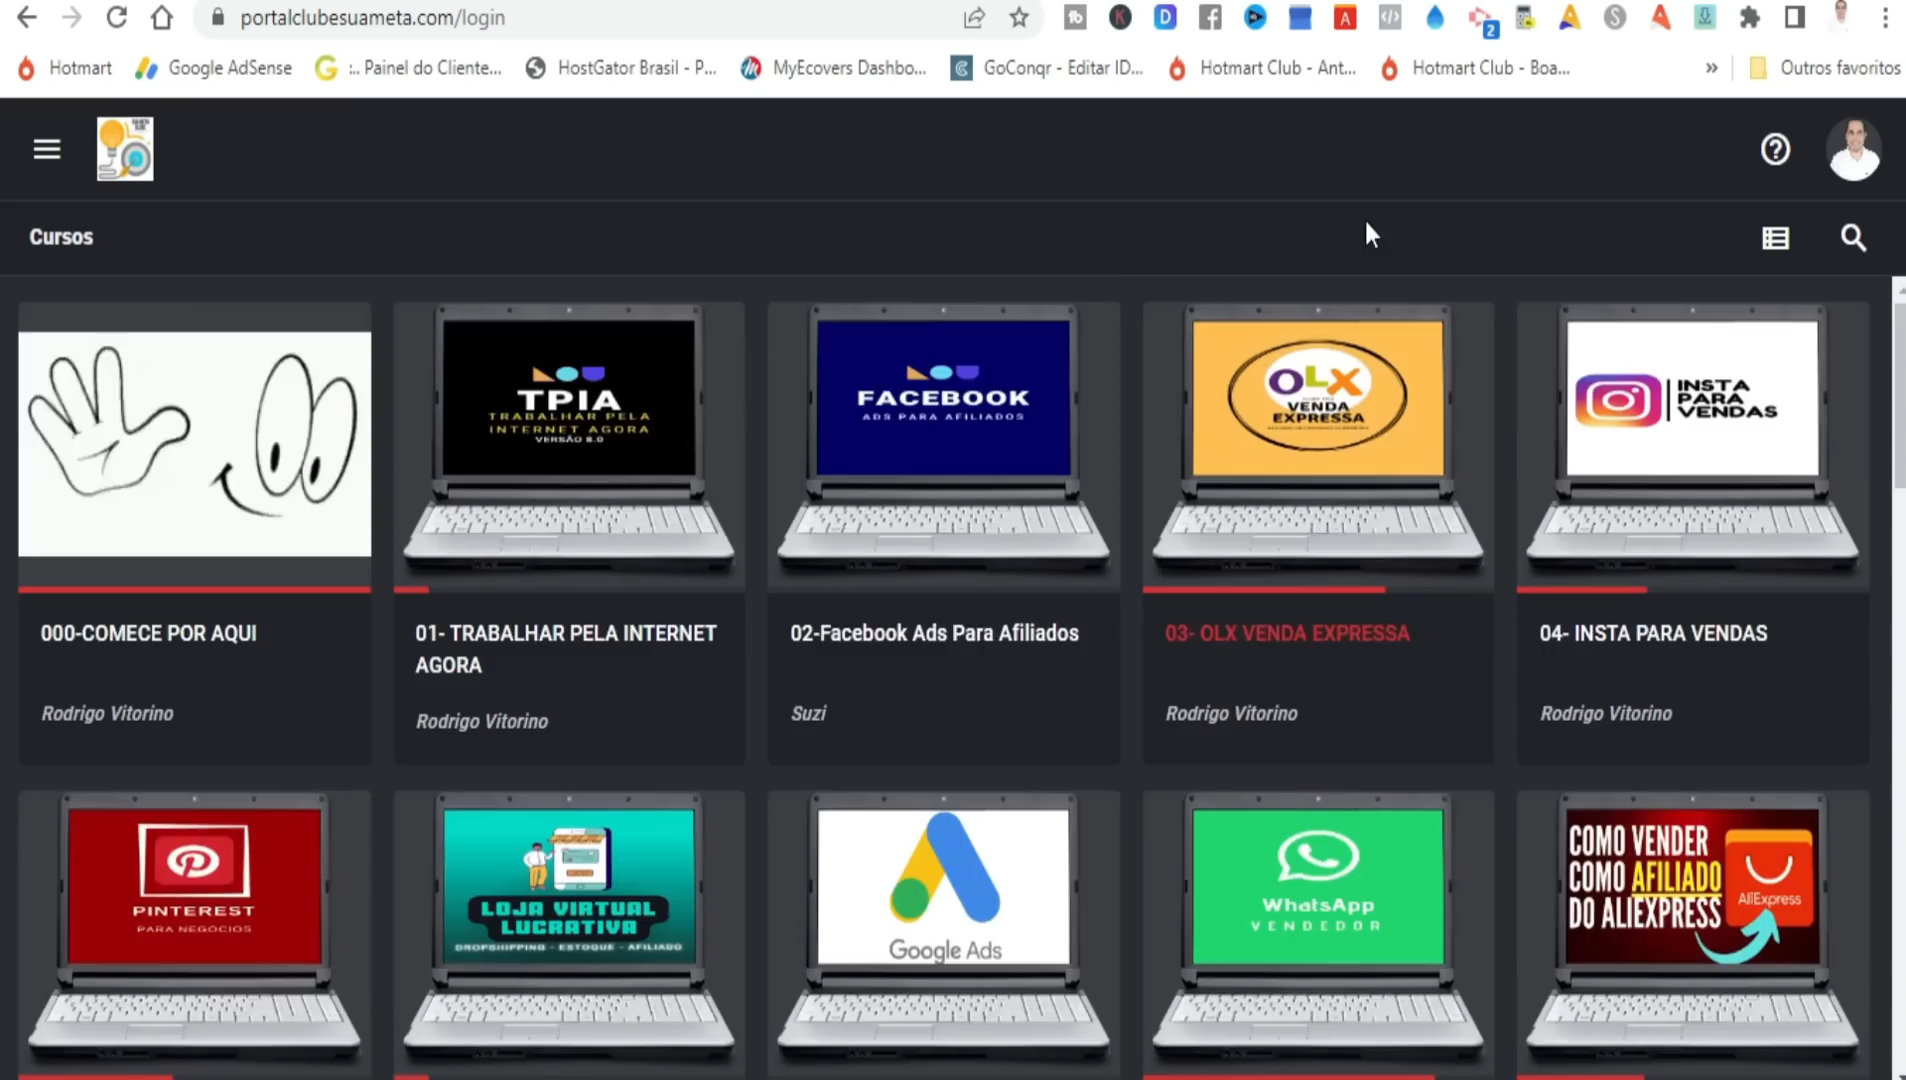 portalclubesuameta.com/login
2
Hotmart
Google AdSense
:.. Painel do Cliente...
HostGator Brasil - P...
MyEcovers Dashbo...
GoConqr - Editar ID...
Hotmart Club - Ant...
Hotmart Club - Boa...
»
Outros favoritos
Cursos
TPIA
TRABALHAR PELA
INTERNET AGORA
VERSÃO 8.0
FACEBOOK
ADS PARA AFILIADOS
OLX
VENDA
EXPRESSA
INSTA
PARA
VENDAS
000-COMECE POR AQUI
Rodrigo Vitorino
01- TRABALHAR PELA INTERNET
AGORA
Rodrigo Vitorino
02-Facebook Ads Para Afiliados
Suzi
03- OLX VENDA EXPRESSA
Rodrigo Vitorino
04- INSTA PARA VENDAS
Rodrigo Vitorino
PINTEREST
PARA NEGOCIOS
LOJA VIRTUAL
LUCRATIVA
DROPSHIPPING - ESTOQUE - AFILIADO
Google Ads
WhatsApp
VENDEDOR
COMO VENDER
COMO AFILIADO
DO ALIEXPRESS
AliExpress